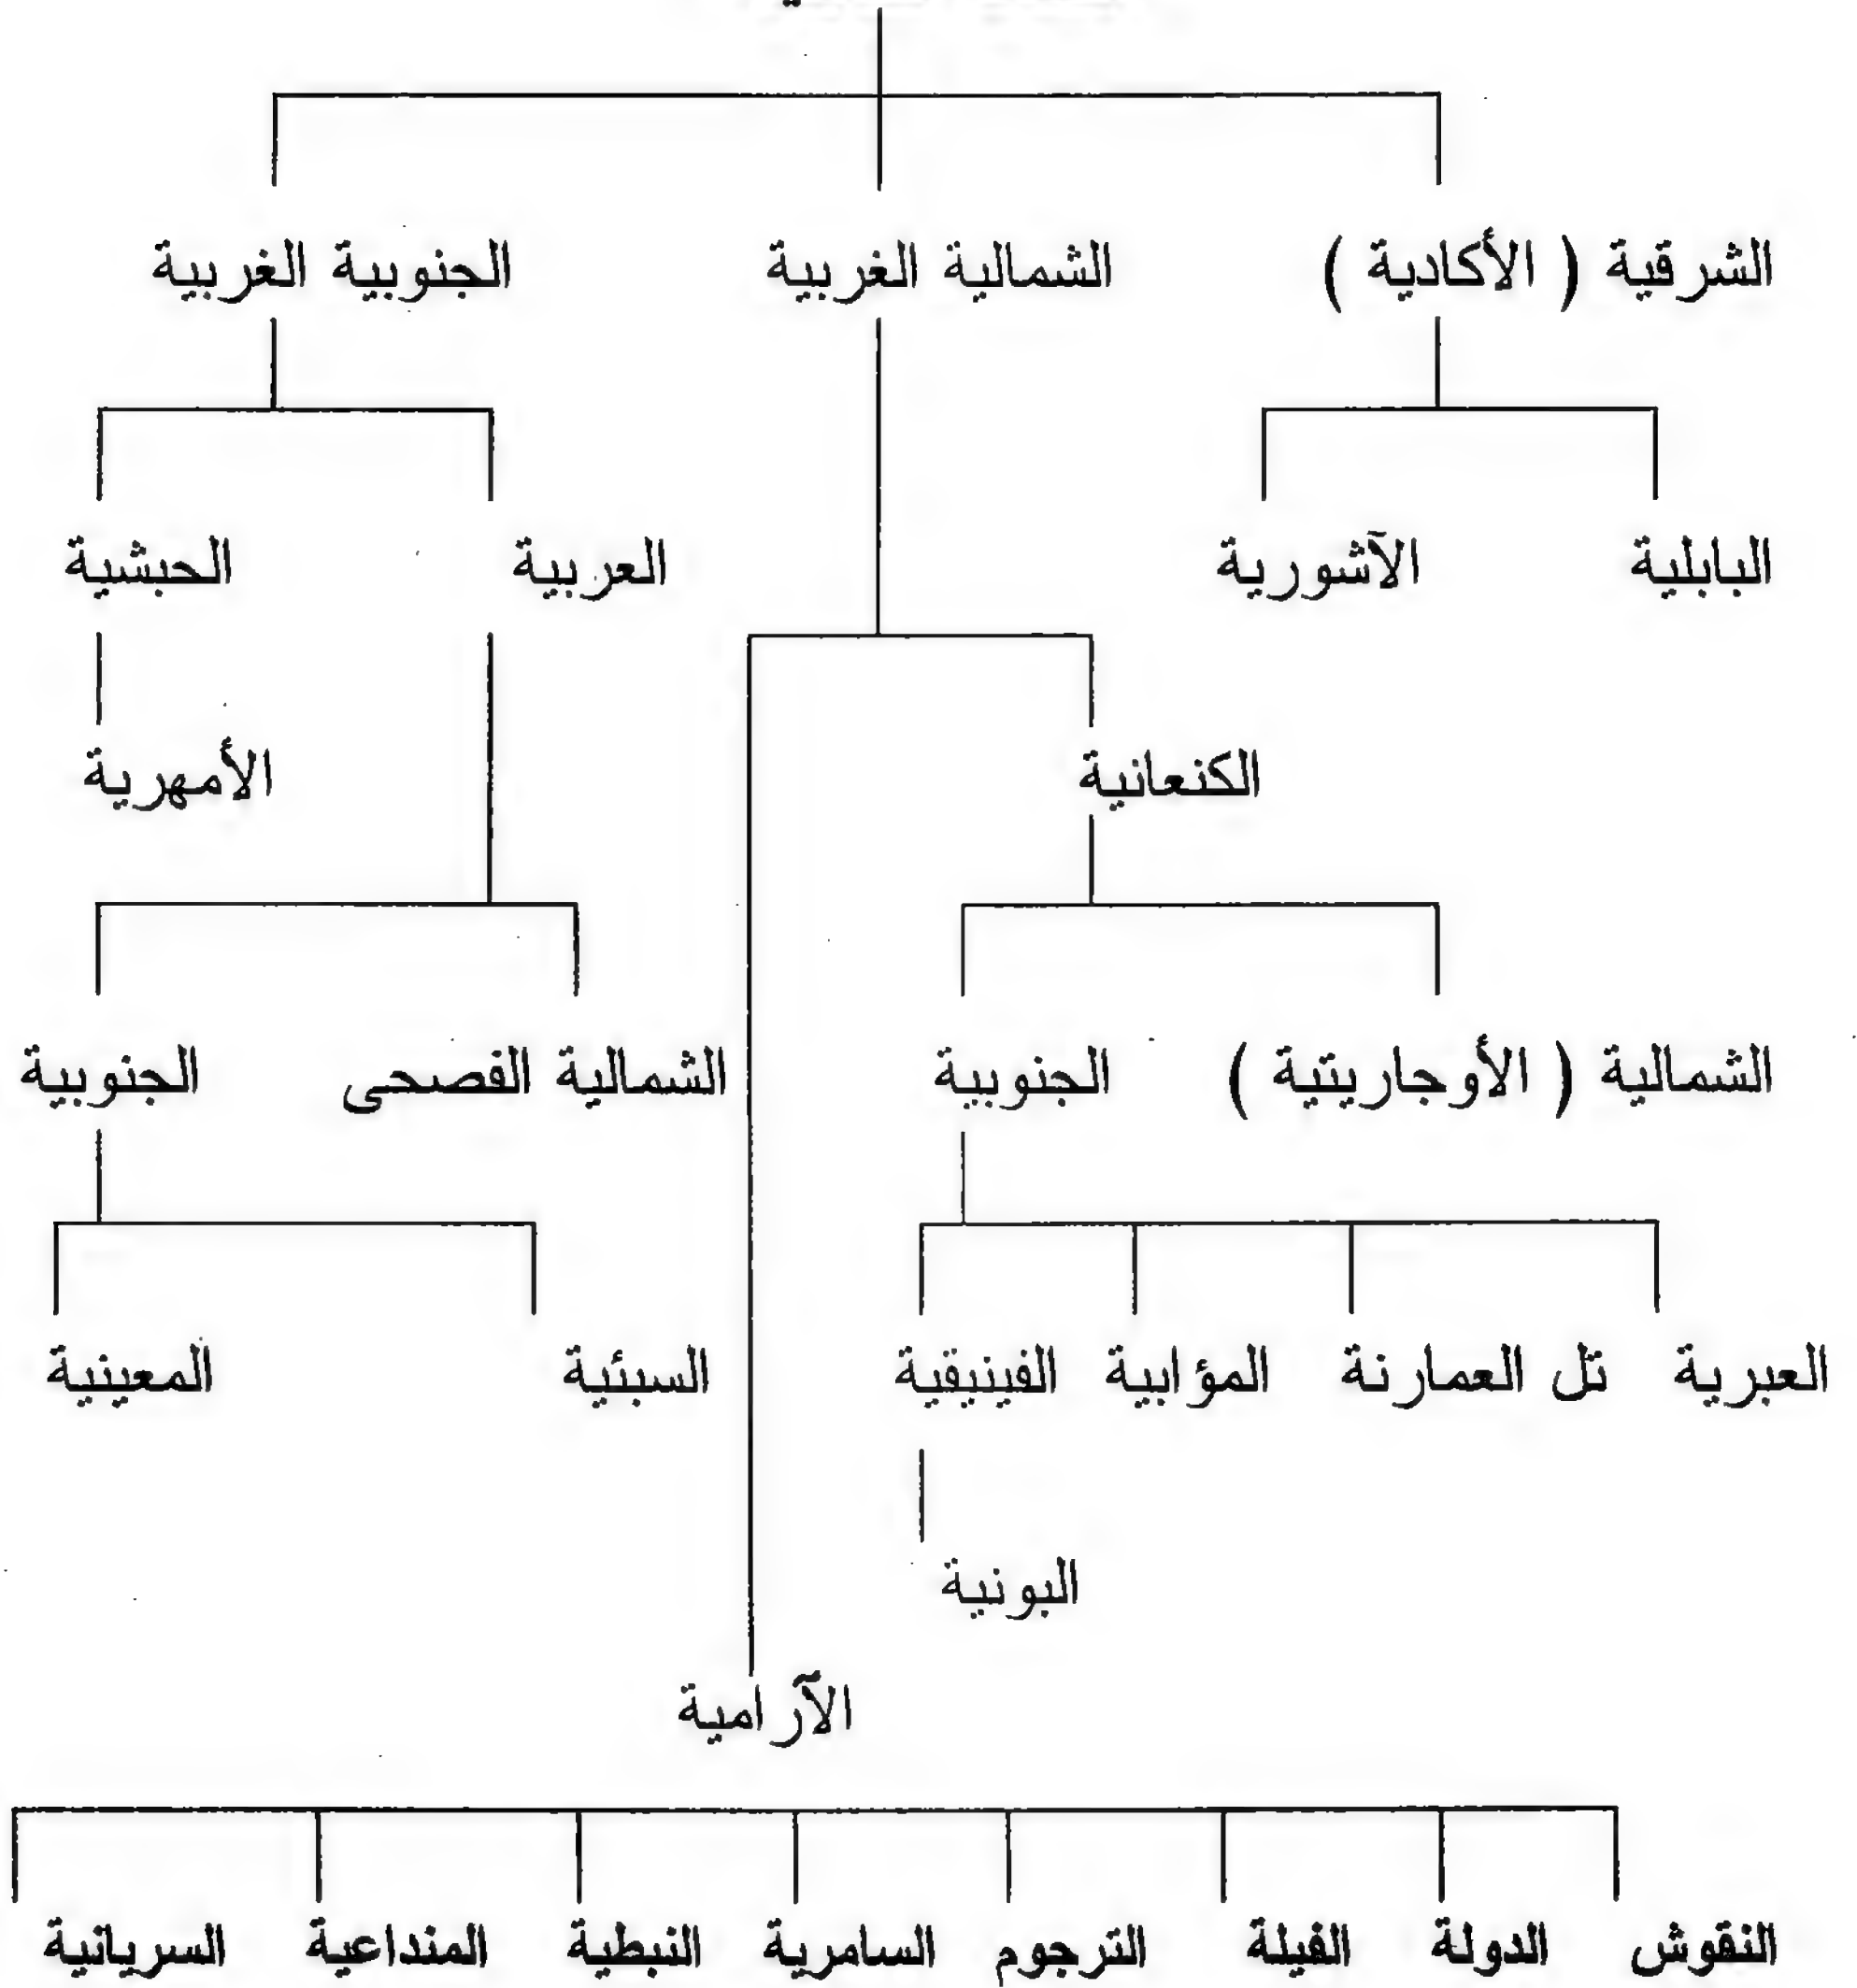 الشرقية ( الأكادية ) الشمالية الغربية الجنوبية الغربية
البابلية الآشورية العربية الحبشية
الكنعانية الأمهرية
الشمالية ( الأوجاريتية ) الجنوبية الشمالية الفصحى الجنوبية
العبرية تل العمارنة المؤابية الفينيقية السبئية المعينية
البونية
الآرامية
النقوش الدولة الفيلة الترجوم السامرية النبطية المنداعية السريانية